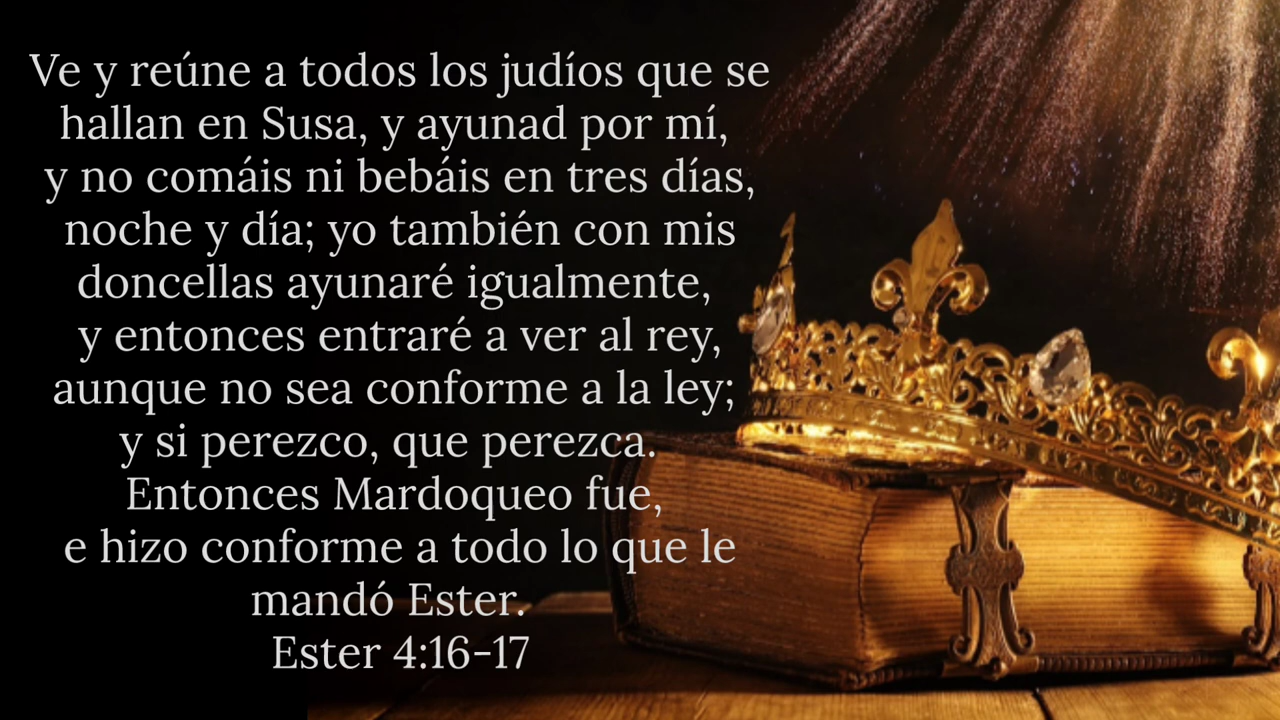 Ve y reúne a todos los judíos que se
hallan en Susa, y ayunad por mí,
y no comáis ni bebáis en tres días,
noche y día; yo también con mis
doncellas ayunaré igualmente,
y entonces entraré a ver al rey,
aunque no sea conforme a la ley;
y si perezco, que perezca.
Entonces Mardoqueo fue,
e hizo conforme a todo lo que le
mandó Ester.
Ester 4:16-17